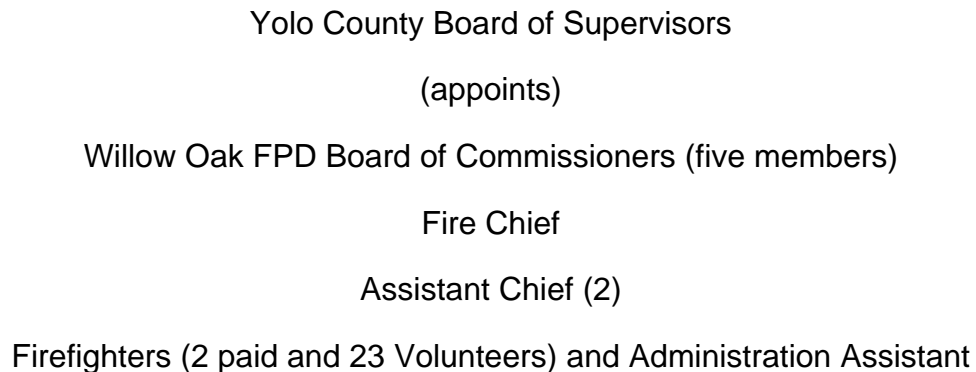 Yolo County Board of Supervisors
(appoints)
Willow Oak FPD Board of Commissioners (five members)
Fire Chief
Assistant Chief (2)
Firefighters (2 paid and 23 Volunteers) and Administration Assistant